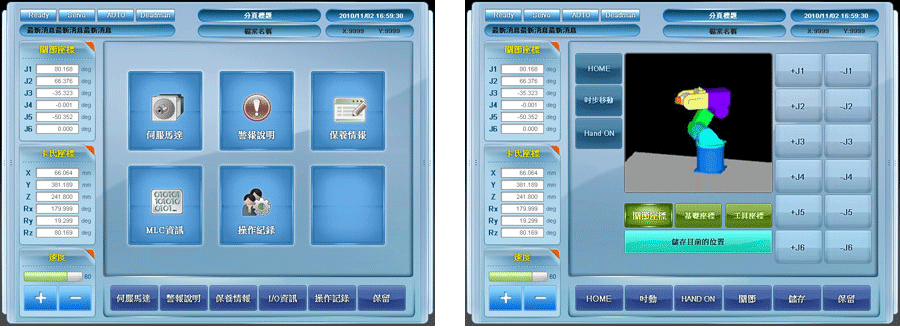 Ready Servo AUTO Deadman 分頁標題 2010/11/02 16:59:30
最新消息最新消息最新消息 檔案名稱 X:9999 Y:9999
關節座標
J1 80.168 deg
J2 66.376 deg
J3 -35.323 deg
J4 -0.001 deg
J5 -50.352 deg
J6 0.000 deg
卡氏座標
X 66.064 mm
Y 381.189 mm
Z 241.800 mm
Rx 179.999 deg
Ry 19.299 deg
Rz 80.169 deg
速度
60
+ −
伺服馬達 警報說明 保養情報
MLC資訊 操作紀錄
伺服馬達 警報說明 保養情報 I/O資訊 操作記錄 保留
Ready Servo AUTO Deadman 分頁標題 2010/11/02 16:59:30
最新消息最新消息最新消息 檔案名稱 X:9999 Y:9999
關節座標
J1 80.168 deg
J2 66.376 deg
J3 -35.323 deg
J4 -0.001 deg
J5 -50.352 deg
J6 0.000 deg
卡氏座標
X 66.064 mm
Y 381.189 mm
Z 241.800 mm
Rx 179.999 deg
Ry 19.299 deg
Rz 80.169 deg
速度
60
+ −
HOME
吋步移動
Hand ON
+J1 -J1
+J2 -J2
+J3 -J3
+J4 -J4
+J5 -J5
+J6 -J6
關節座標 基礎座標 工具座標
儲存目前的位置
HOME 吋動 HAND ON 關節 儲存 保留